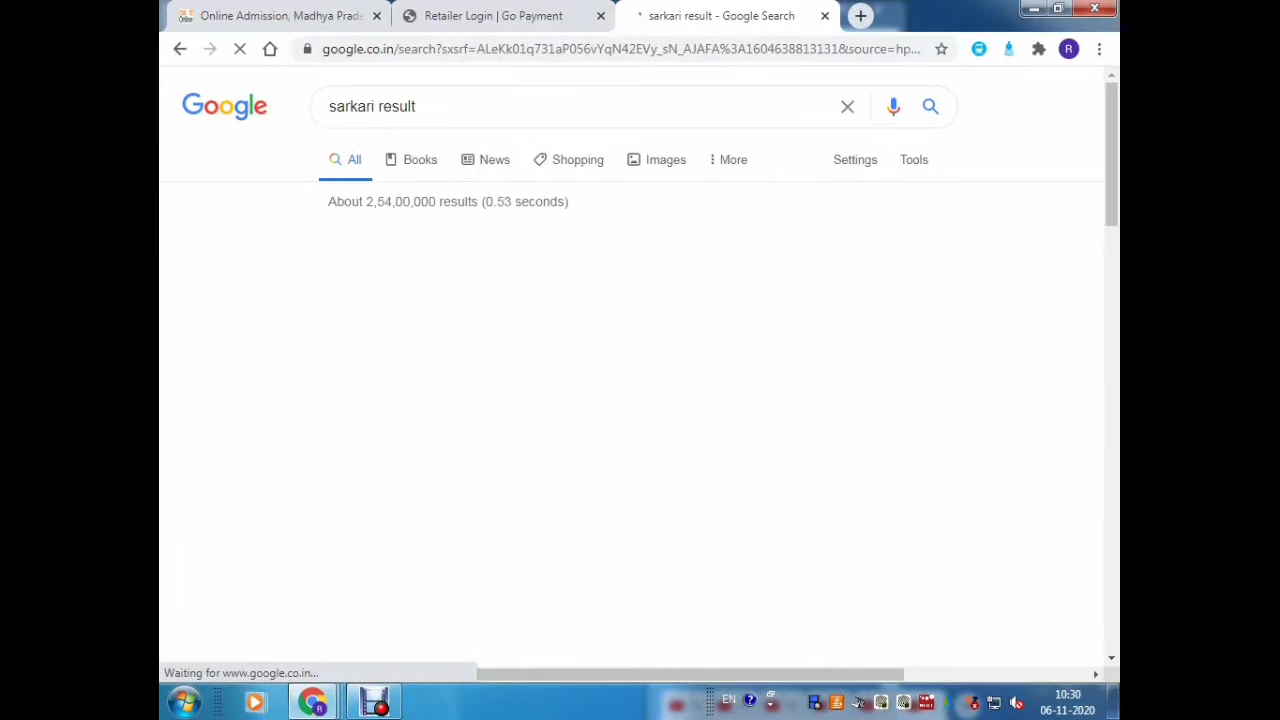 Online Admission, Madhya Prade
Retailer Login | Go Payment
sarkari result - Google Search
google.co.in/search?sxsrf=ALeKk01q731aP056vYqN42EVy_sN_AJAFA%3A1604638813131&source=hp...
R
Google
sarkari result
All
Books
News
Shopping
Images
More
Settings
Tools
About 2,54,00,000 results (0.53 seconds)
Waiting for www.google.co.in...
EN
10:30
06-11-2020